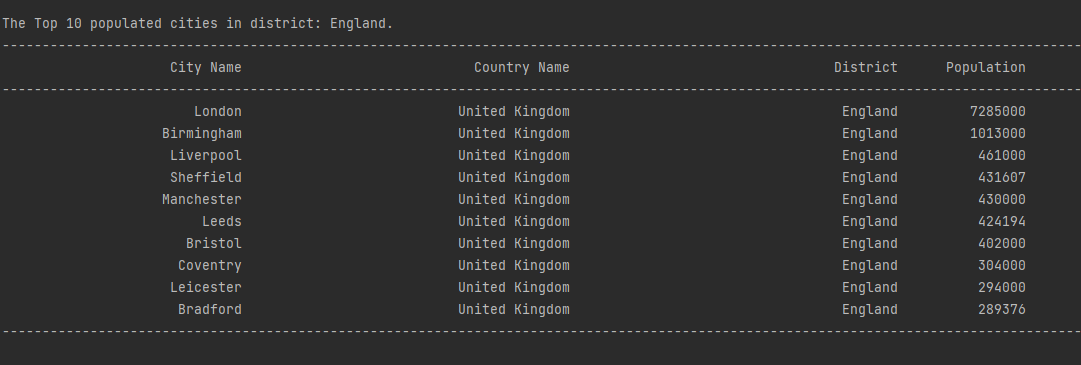 The Top 10 populated cities in district: England.
City Name Country Name District Population
London United Kingdom England 7285000
Birmingham United Kingdom England 1013000
Liverpool United Kingdom England 461000
Sheffield United Kingdom England 431607
Manchester United Kingdom England 430000
Leeds United Kingdom England 424194
Bristol United Kingdom England 402000
Coventry United Kingdom England 304000
Leicester United Kingdom England 294000
Bradford United Kingdom England 289376